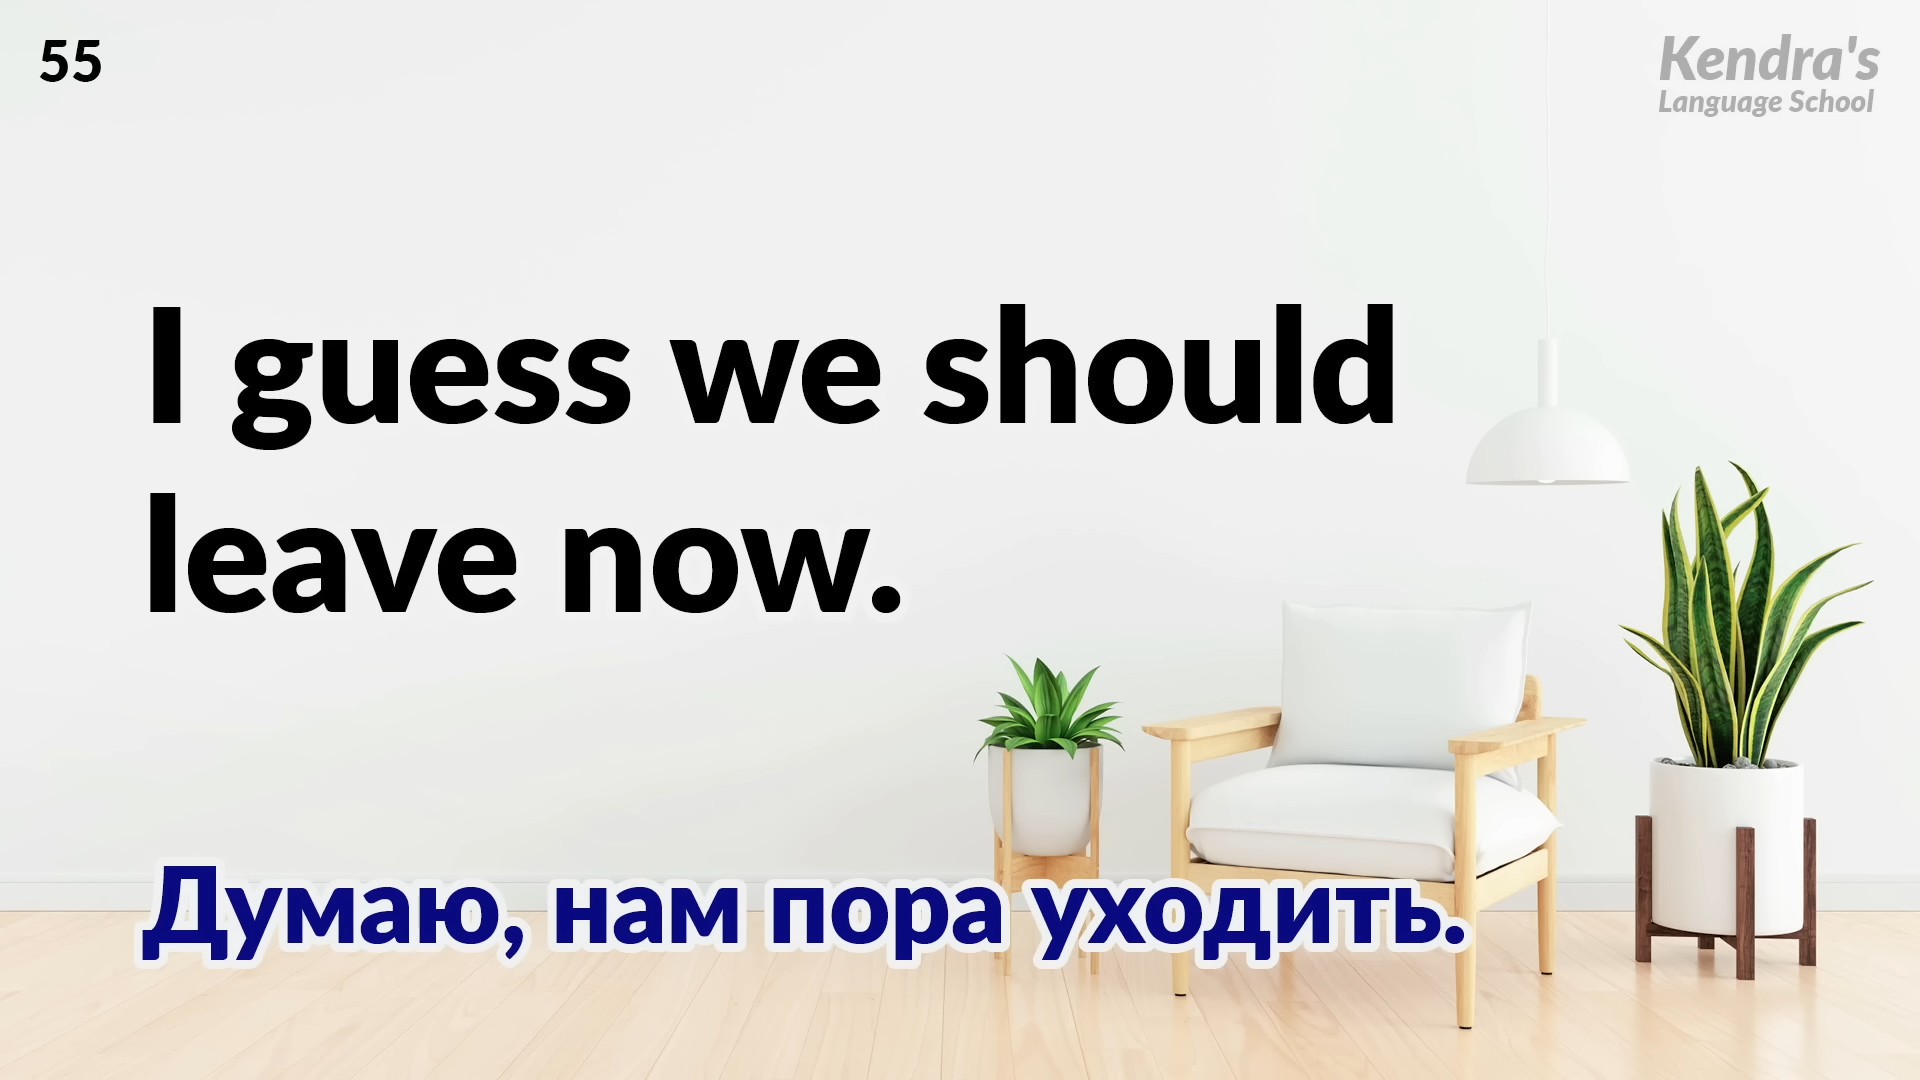 55
Kendra's
Language School
I guess we should
leave now.
Думаю, нам пора уходить.